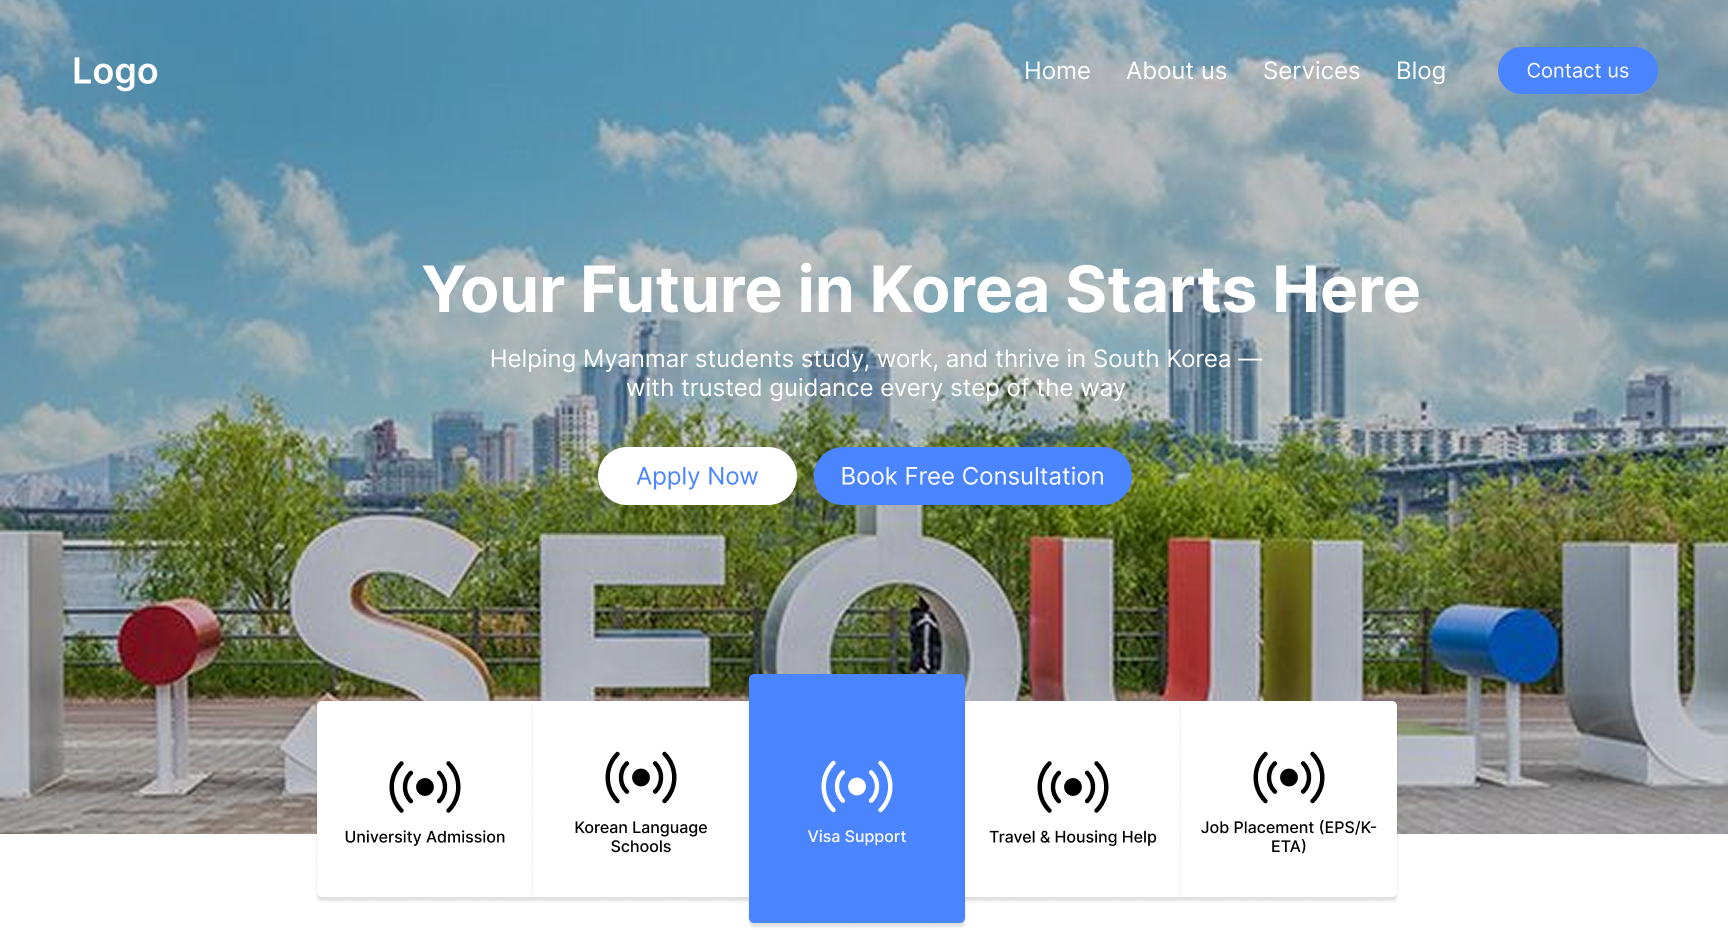 Logo
Home
About us
Services
Blog
Contact us
Your Future in Korea Starts Here
Helping Myanmar students study, work, and thrive in South Korea —
with trusted guidance every step of the way
Apply Now
Book Free Consultation
SEOUL
U
University Admission
Korean Language
Schools
Visa Support
Travel & Housing Help
Job Placement (EPS/K-
ETA)